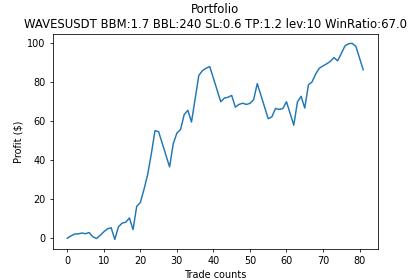 Portfolio
WAVESUSDT BBM:1.7 BBL:240 SL:0.6 TP:1.2 lev:10 WinRatio:67.0
100
80
60
40
20
0
Profit ($)
0 10 20 30 40 50 60 70 80
Trade counts